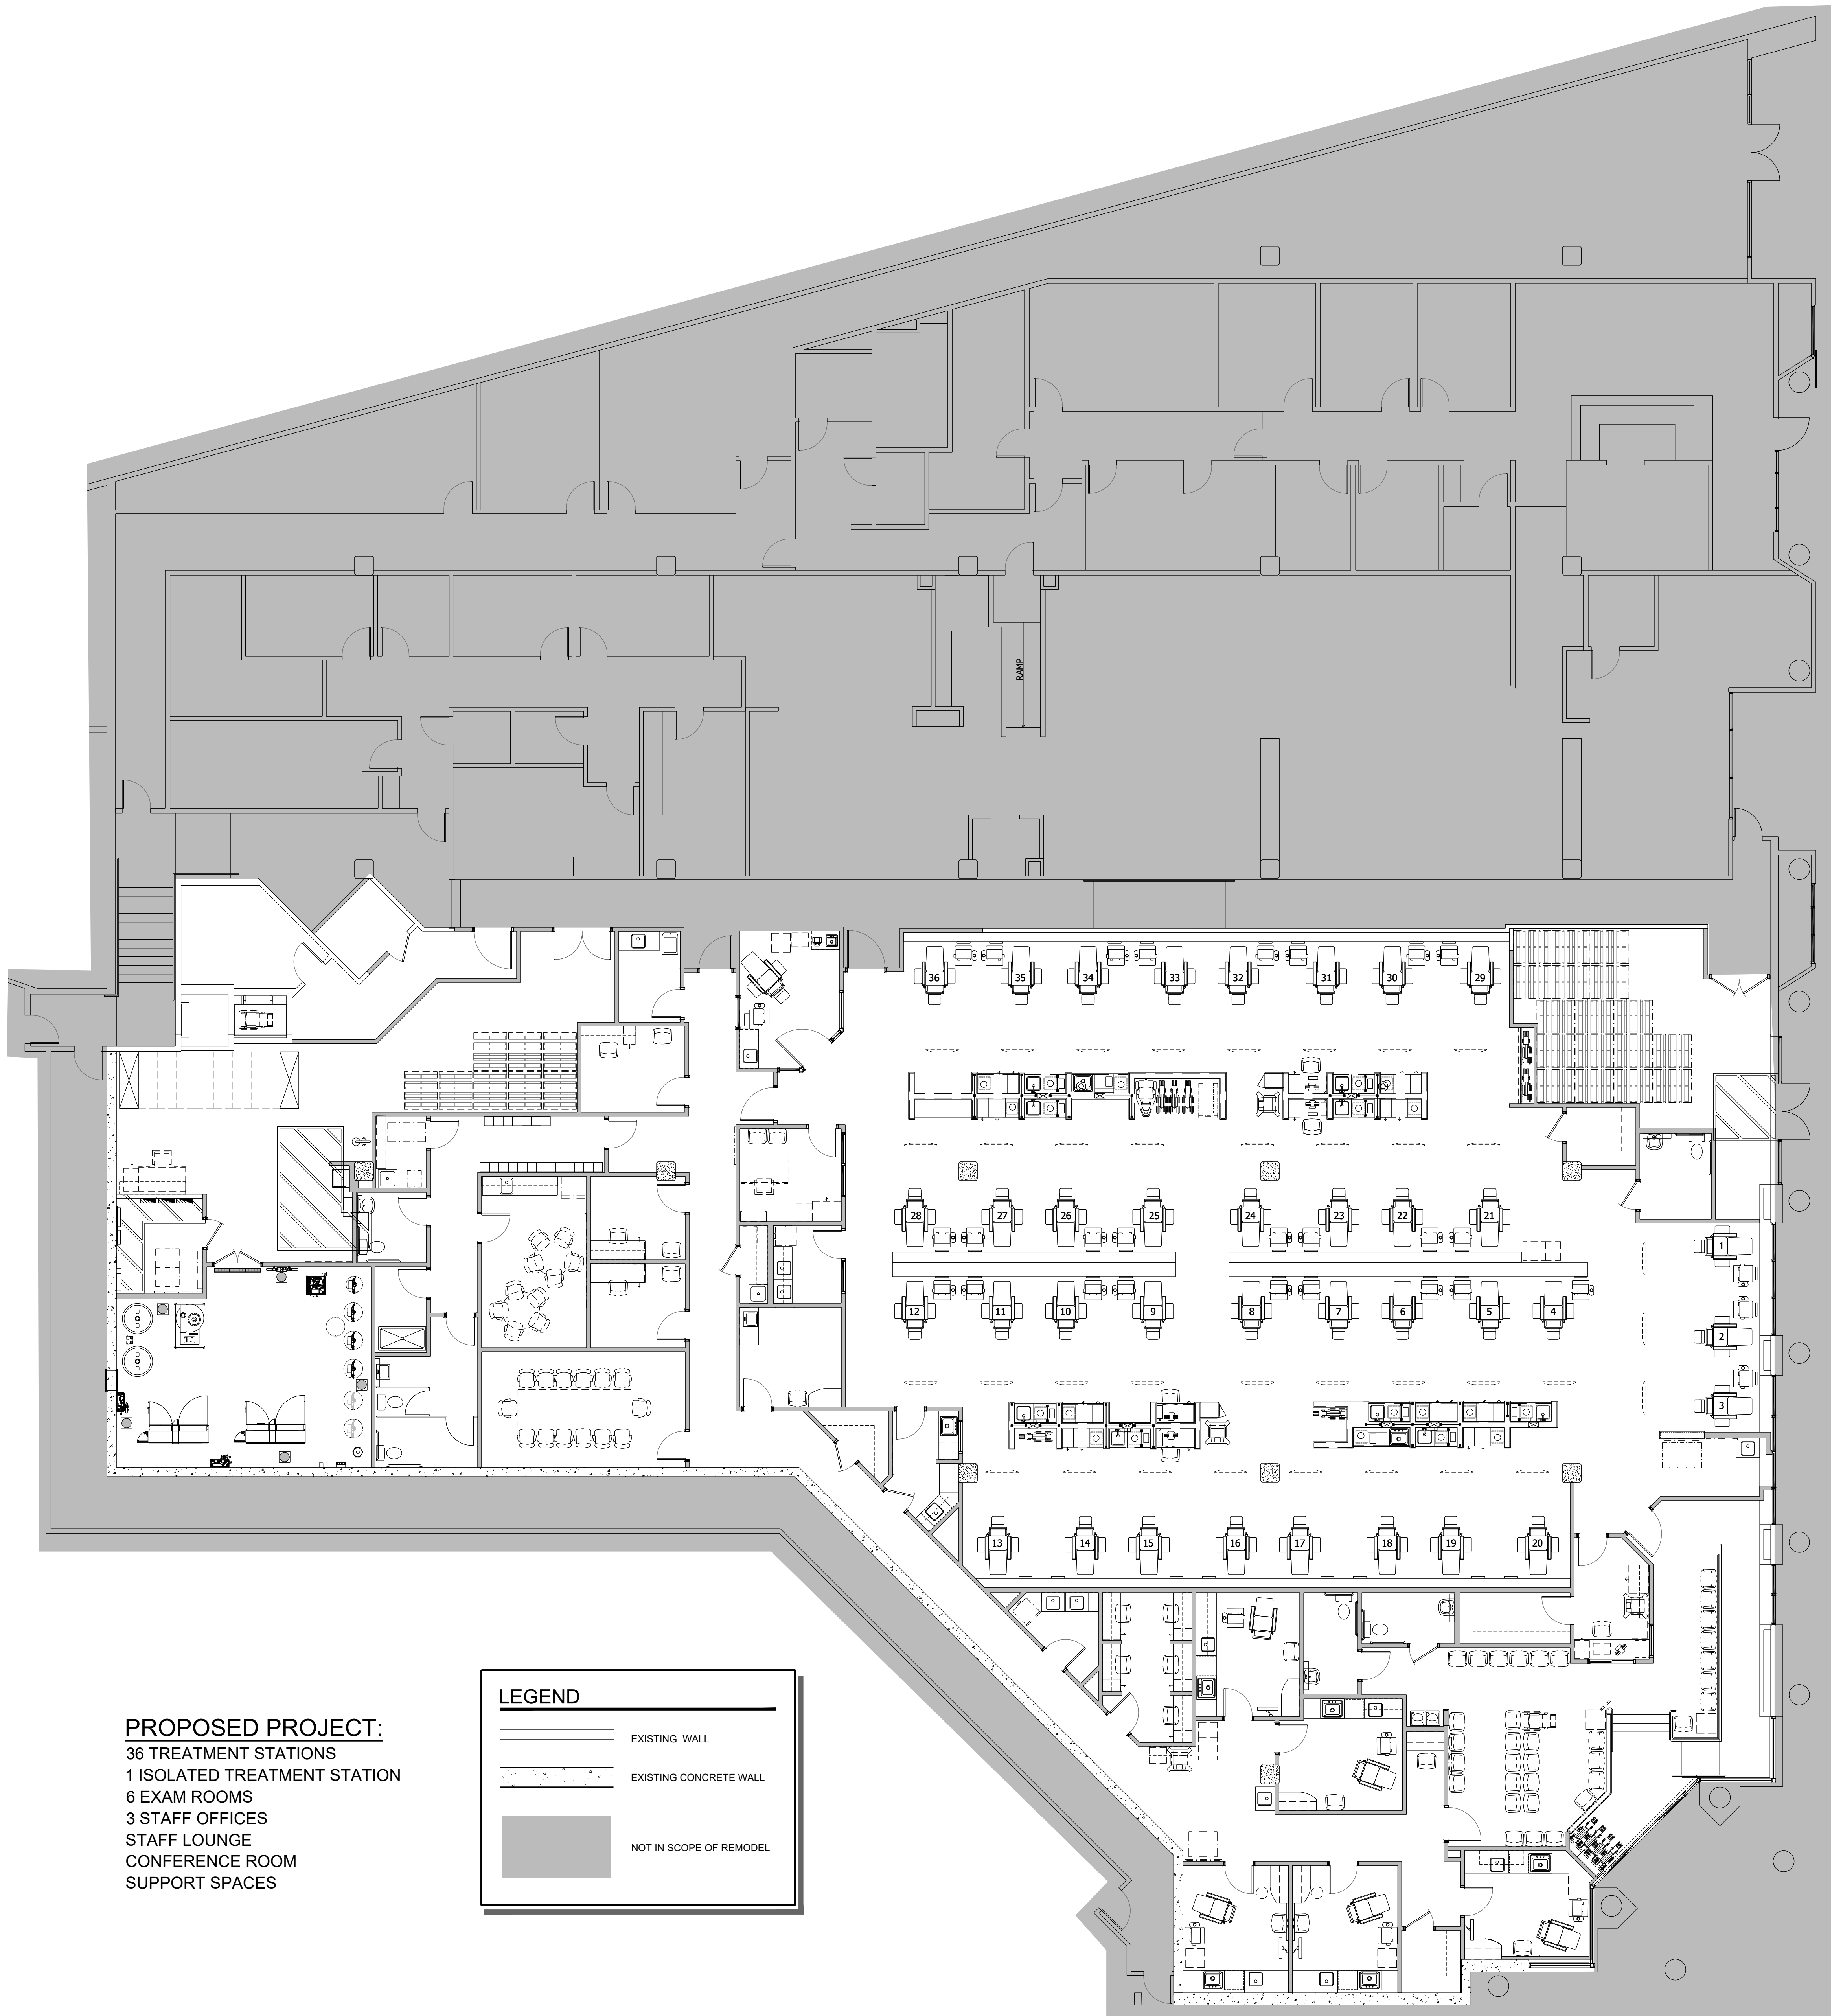 RAMP
36 35 34 33 32 31 30 29
28 27 26 25 24 23 22 21
1
12 11 10 9 8 7 6 5 4
2
3
13 14 15 16 17 18 19 20
PROPOSED PROJECT:
36 TREATMENT STATIONS
1 ISOLATED TREATMENT STATION
6 EXAM ROOMS
3 STAFF OFFICES
STAFF LOUNGE
CONFERENCE ROOM
SUPPORT SPACES
LEGEND
EXISTING WALL
EXISTING CONCRETE WALL
NOT IN SCOPE OF REMODEL